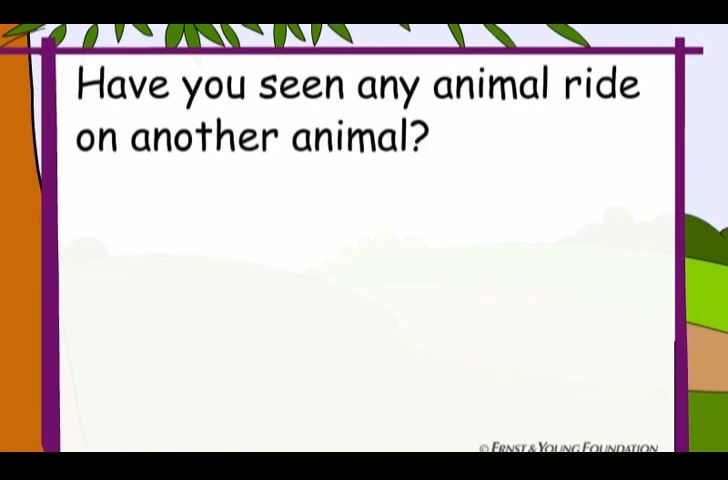 Have you seen any animal ride
on another animal?
© ERNST & YOUNG FOUNDATION